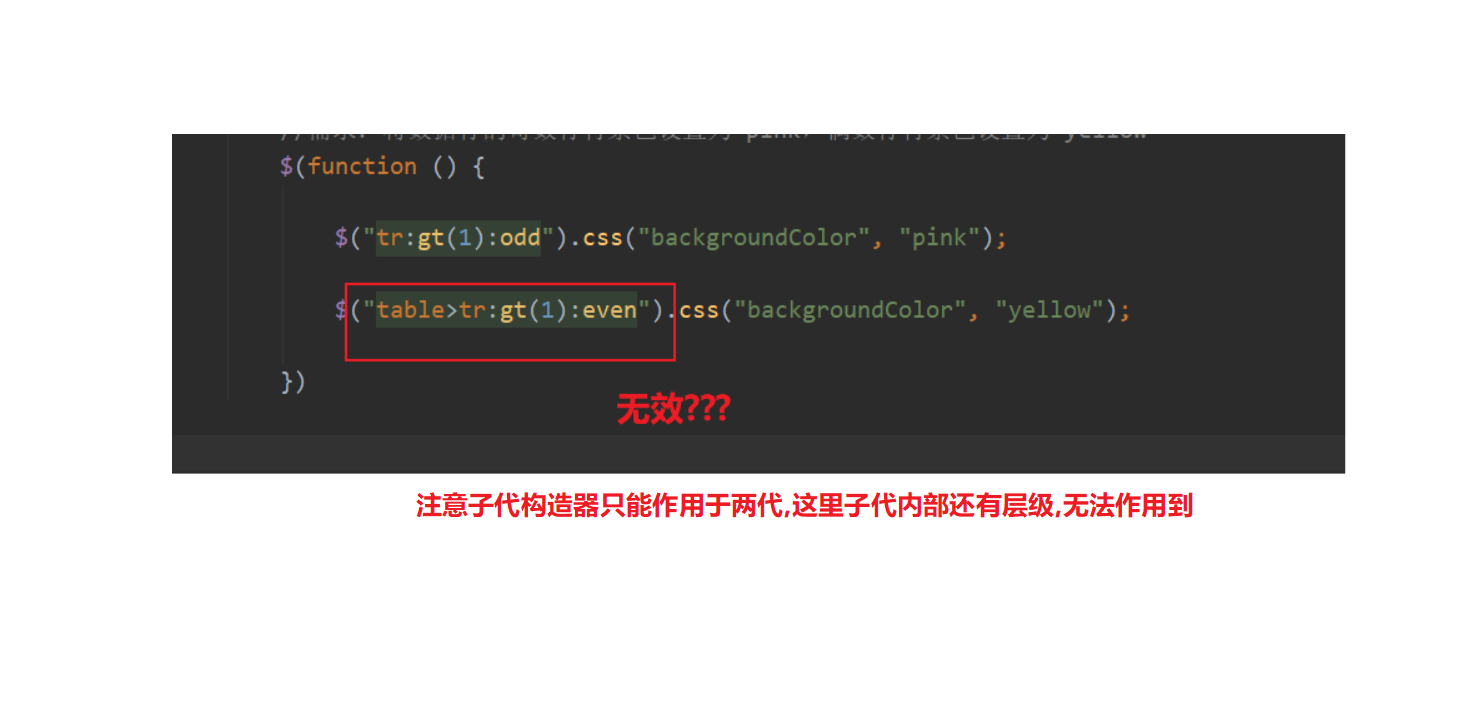 $(function () {
$("tr:gt(1):odd").css("backgroundColor", "pink");
$("table>tr:gt(1):even").css("backgroundColor", "yellow");
})
无效???
注意子代构造器只能作用于两代,这里子代内部还有层级,无法作用到